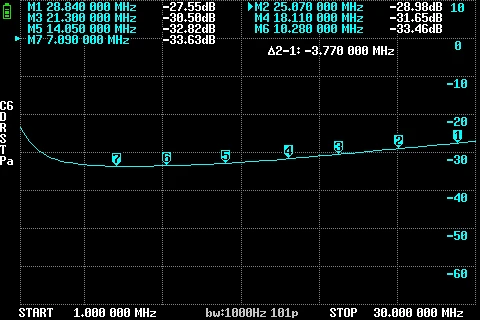 M1 28.840 000 MHz -27.55dB M2 25.070 000 MHz -28.98dB 10
M3 21.300 000 MHz -30.50dB M4 18.110 000 MHz -31.65dB
M5 14.050 000 MHz -32.82dB M6 10.280 000 MHz -33.46dB
M7 7.090 000 MHz -33.63dB 0
Δ2-1: -3.770 000 MHz
-10
C6
D
R
S
T
Pa
-20
7 6 5 4 3 2 1
-30
-40
-50
-60
START 1.000 000 MHz bw:1000Hz 101p STOP 30.000 000 MHz